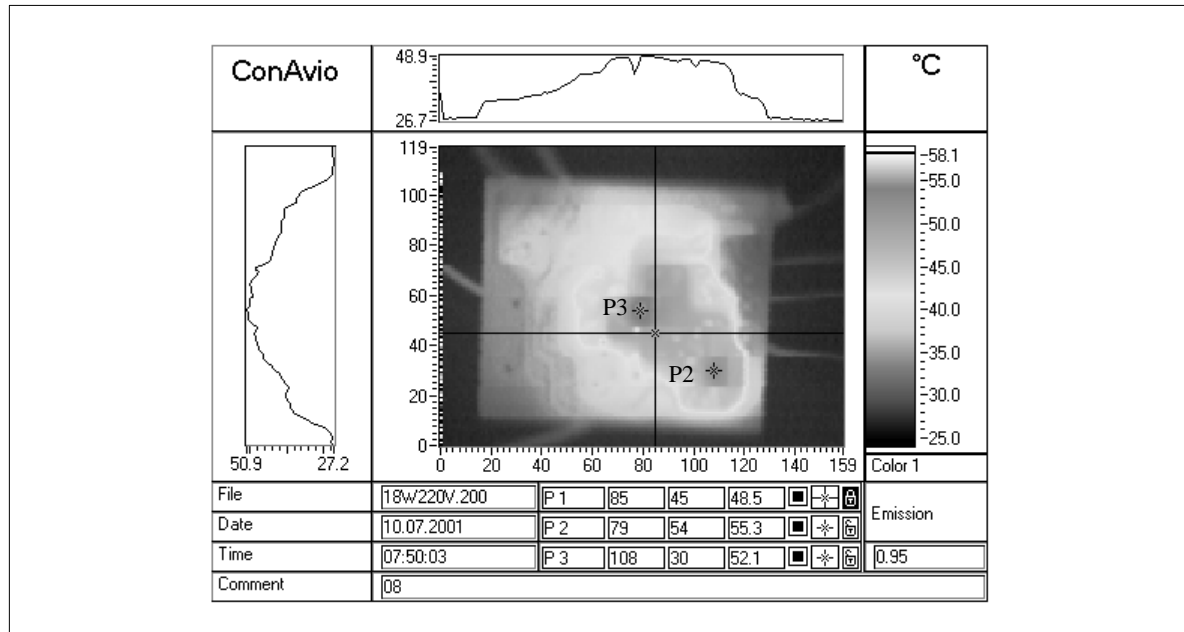 ConAvio
48.9
26.7
°C
119
100
80
60
40
20
0
P3
P2
58.1
55.0
50.0
45.0
40.0
35.0
30.0
25.0
50.9 27.2
0 20 40 60 80 100 120 140 159
Color 1
File 18W220V.200 P 1 85 45 48.5
Emission
Date 10.07.2001 P 2 79 54 55.3
Time 07:50:03 P 3 108 30 52.1 0.95
Comment 08